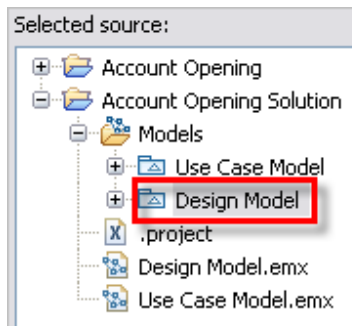 Selected source:
Account Opening
Account Opening Solution
Models
Use Case Model
Design Model
.project
Design Model.emx
Use Case Model.emx